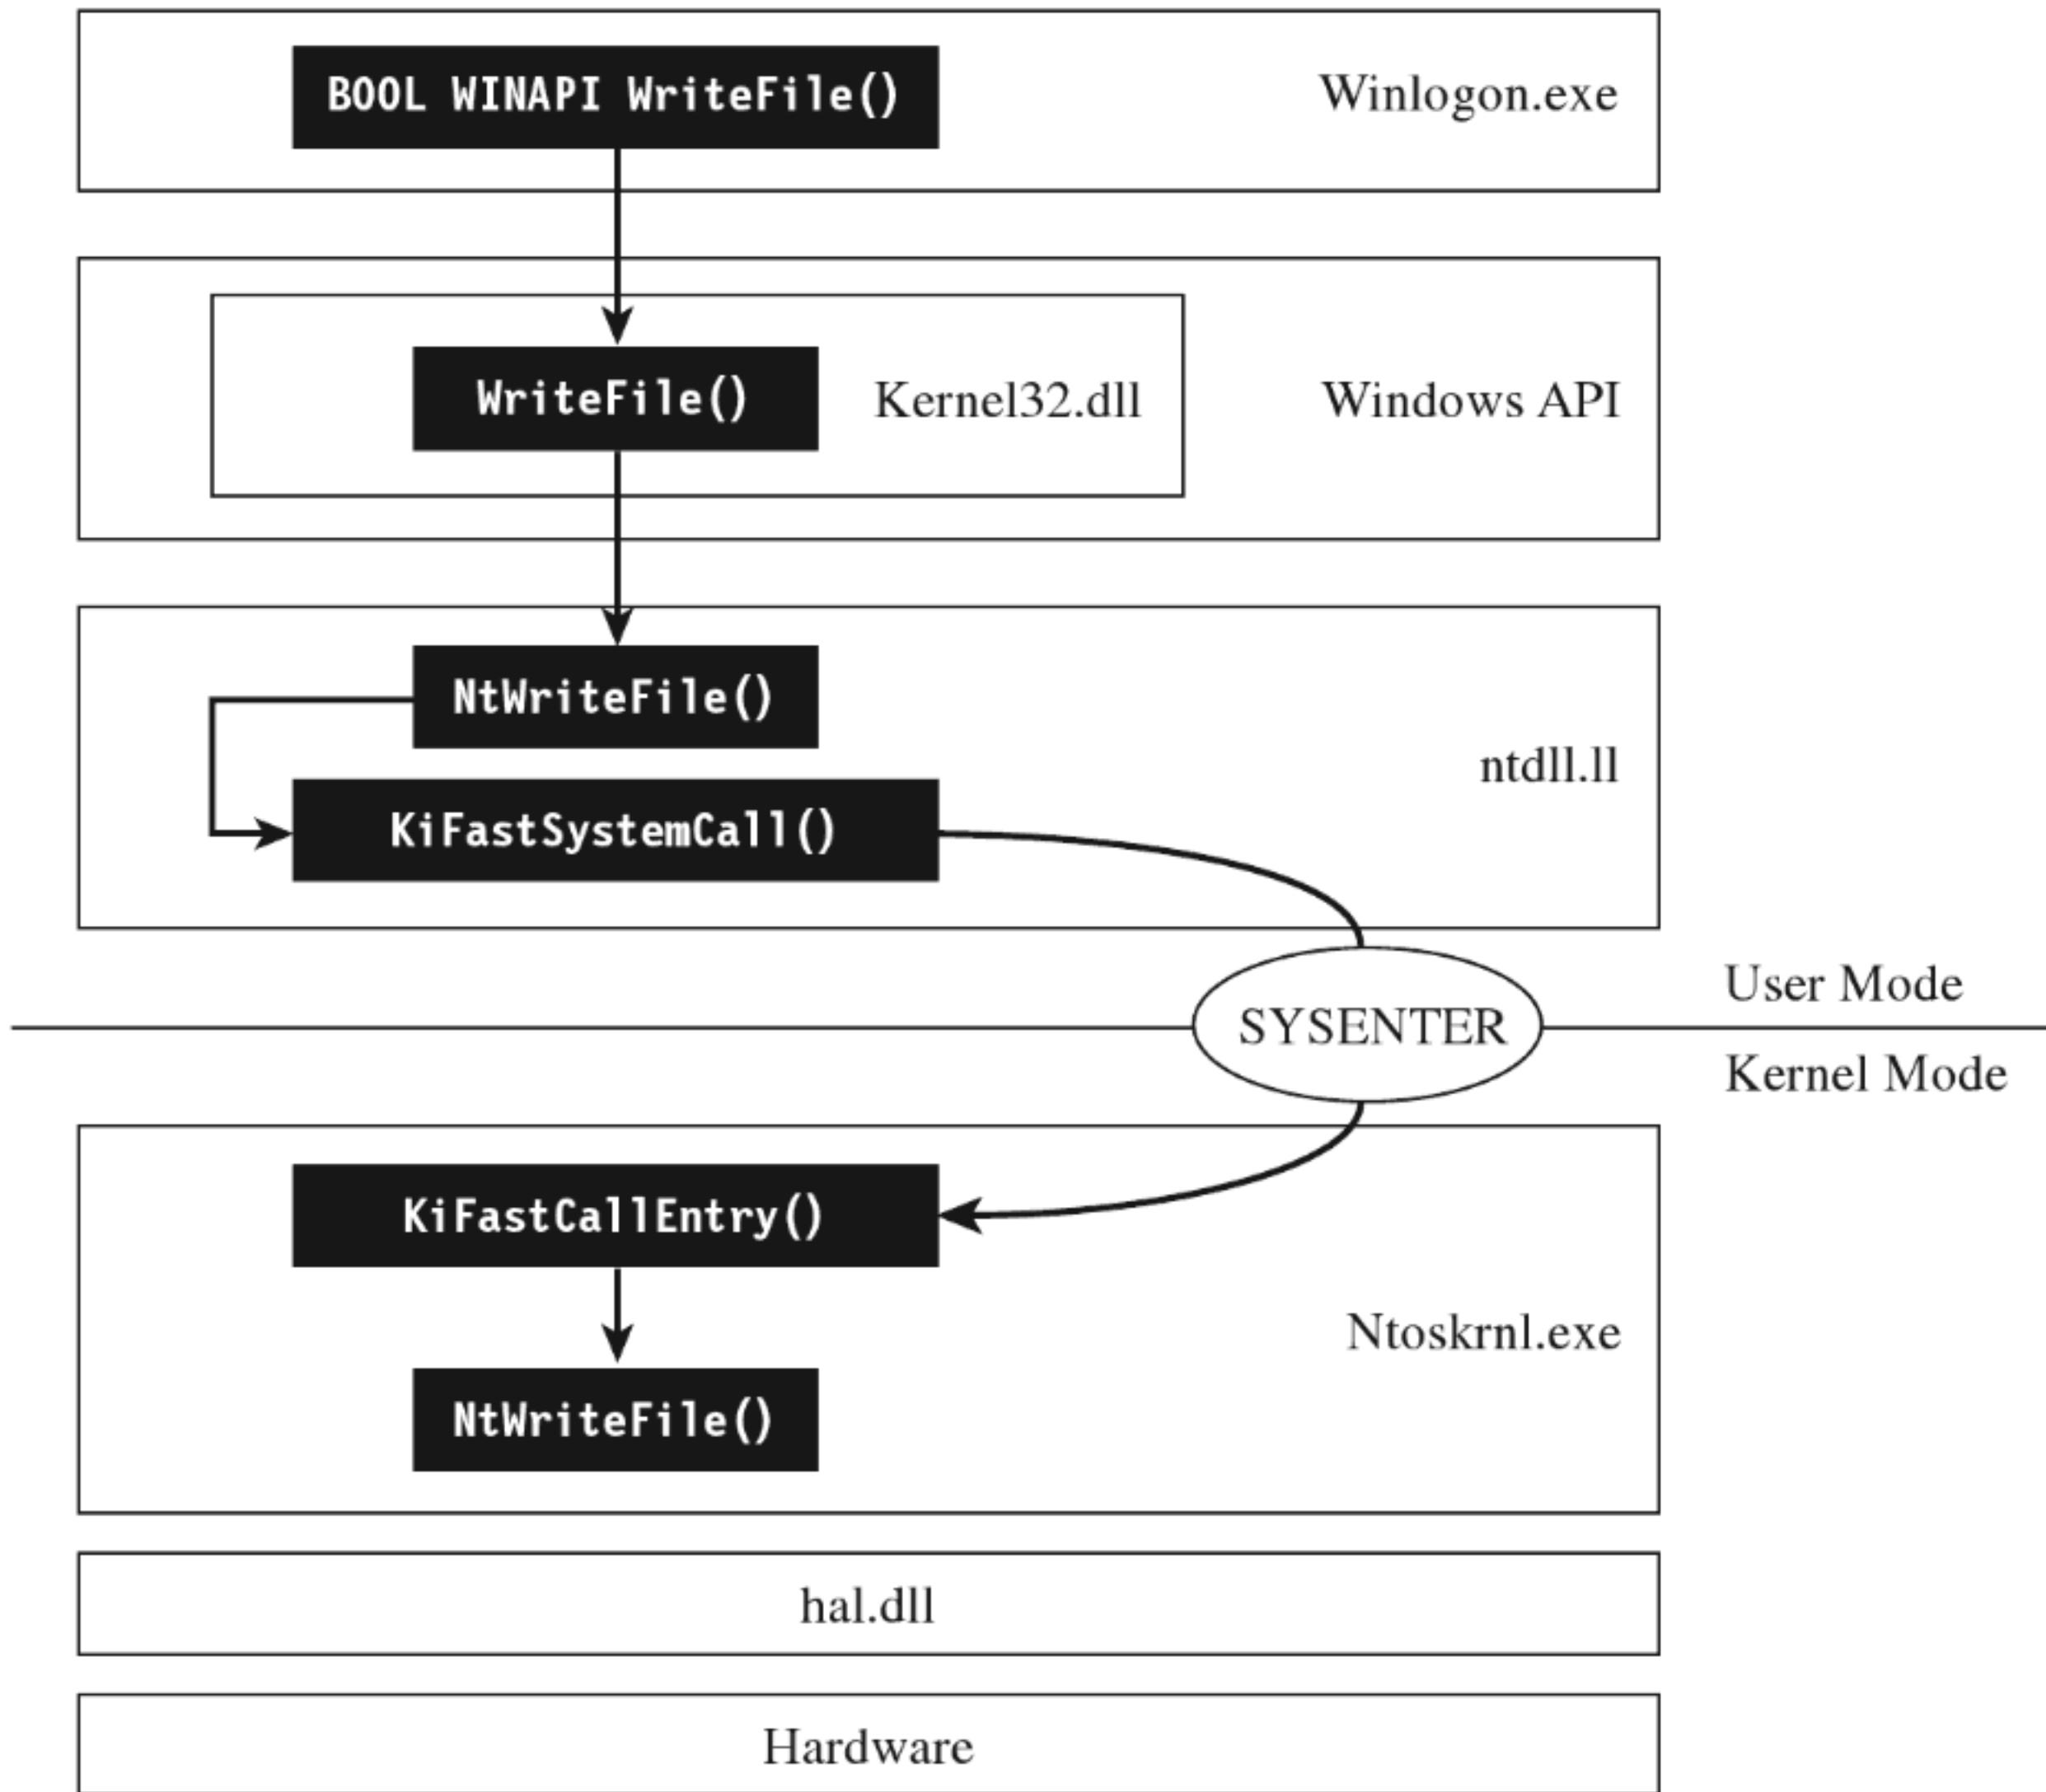 BOOL WINAPI WriteFile()
Winlogon.exe
WriteFile()
Kernel32.dll
Windows API
NtWriteFile()
ntdll.ll
KiFastSystemCall()
User Mode
SYSENTER
Kernel Mode
KiFastCallEntry()
Ntoskrnl.exe
NtWriteFile()
hal.dll
Hardware